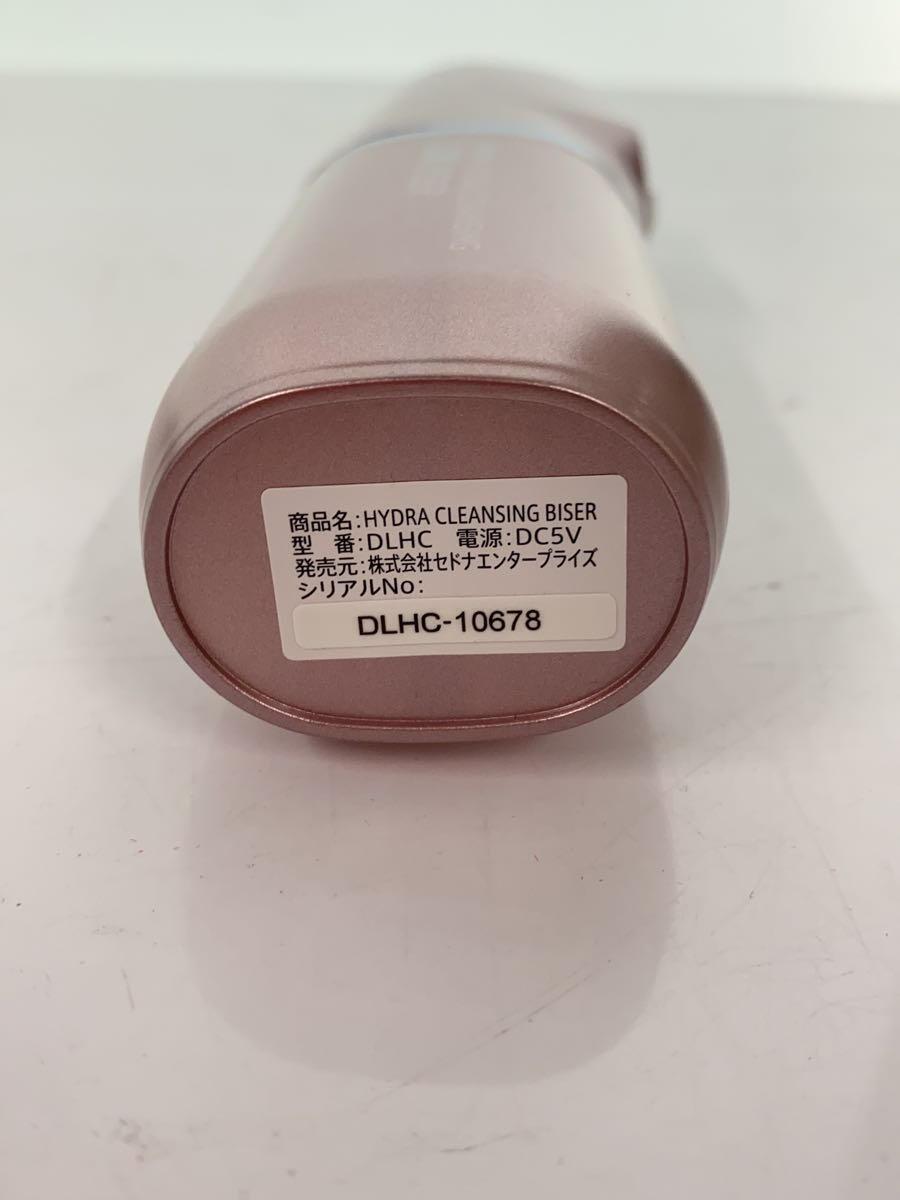 商品名:HYDRA CLEANSING BISER
型 番:DLHC 電源:DC5V
発売元:株式会社セドナエンタープライズ
シリアルNo:
DLHC-10678